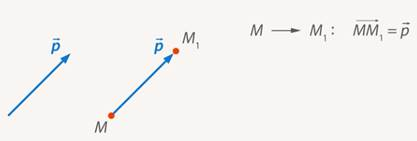 p⃗
p⃗
M₁
M
M ⟶ M₁ : MM₁⃗ = p⃗